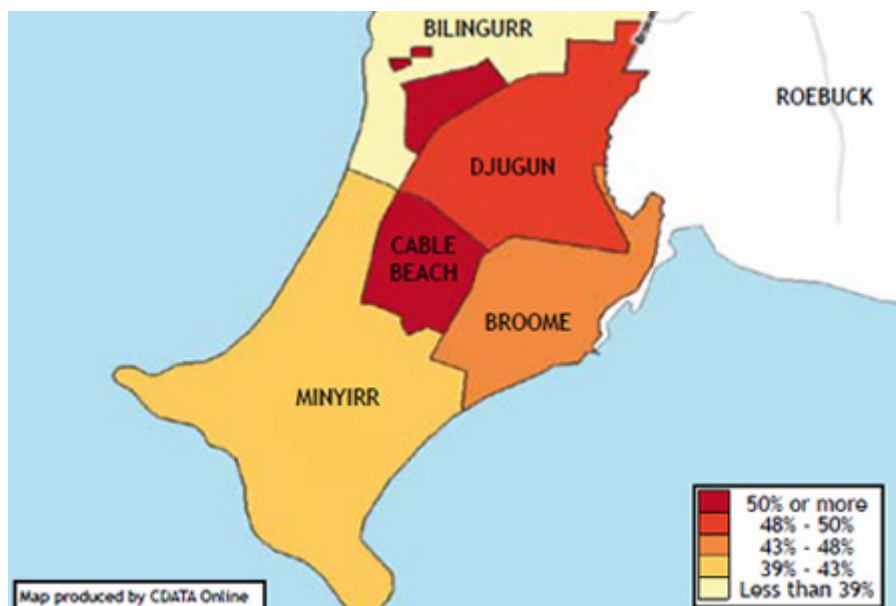 BILINGURR
ROEBUCK
DJUGUN
CABLE
BEACH
BROOME
MINYIRR
50% or more
48% - 50%
43% - 48%
39% - 43%
Less than 39%
Map produced by CDATA Online